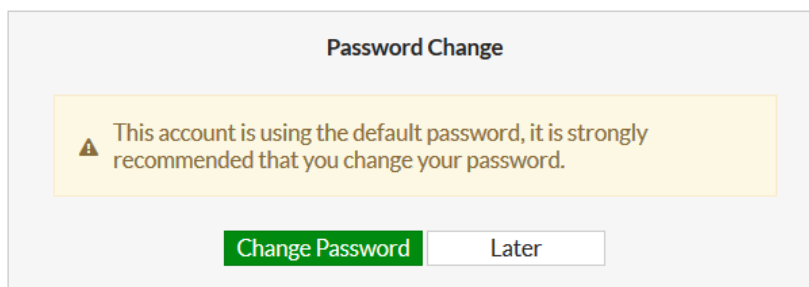 Password Change
This account is using the default password, it is strongly
recommended that you change your password.
Change Password
Later